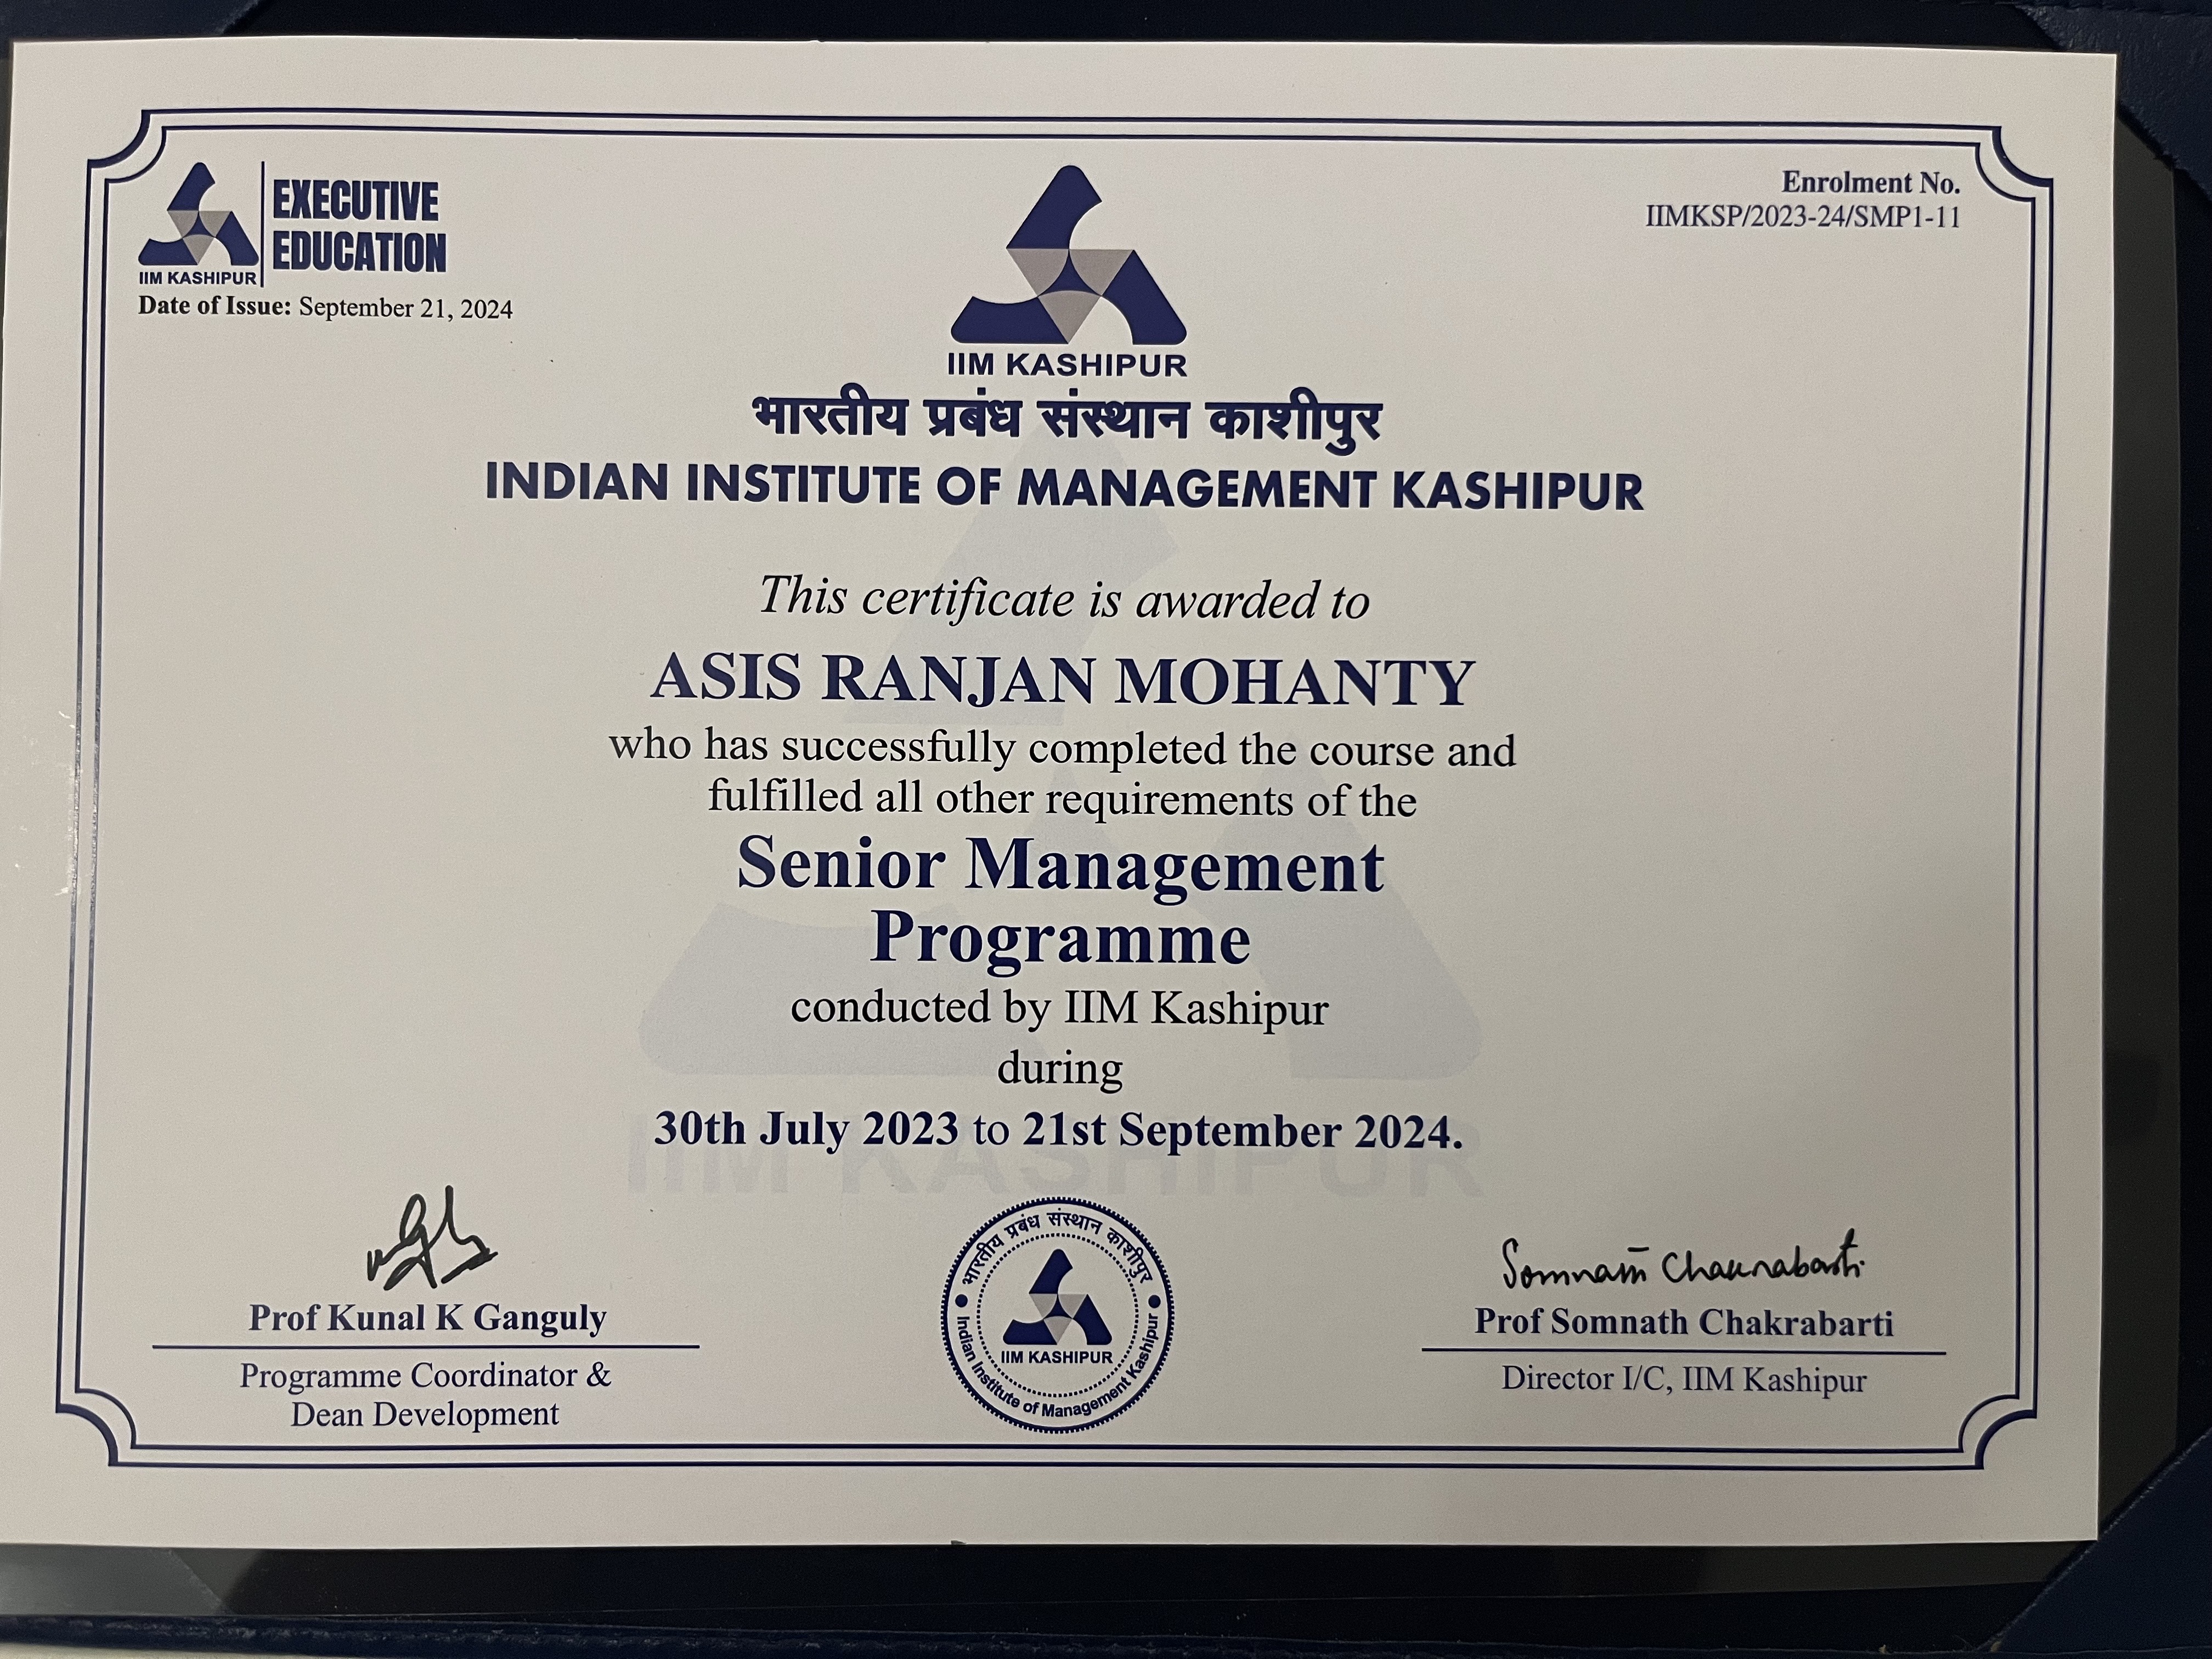 IIM KASHIPUR
EXECUTIVE
EDUCATION
Date of Issue: September 21, 2024
Enrolment No.
IIMKSP/2023-24/SMP1-11
IIM KASHIPUR
भारतीय प्रबंध संस्थान काशीपुर
INDIAN INSTITUTE OF MANAGEMENT KASHIPUR
This certificate is awarded to
ASIS RANJAN MOHANTY
who has successfully completed the course and
fulfilled all other requirements of the
Senior Management
Programme
conducted by IIM Kashipur
during
30th July 2023 to 21st September 2024.
IIM KASHIPUR
Prof Kunal K Ganguly
Programme Coordinator &
Dean Development
भारतीय प्रबंध संस्थान काशीपुर
IIM KASHIPUR
Indian Institute of Management Kashipur
Somnath Chakrabarti
Prof Somnath Chakrabarti
Director I/C, IIM Kashipur